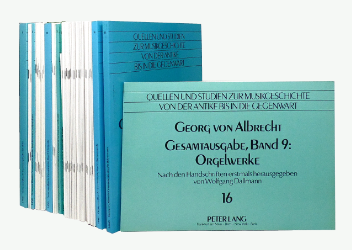 QUELLEN UND STUDIEN
ZUR MUSIKGESCHICHTE
VON DER ANTIKE
BIS IN DIE GEGENWART
QUELLEN UND STUDIEN ZUR MUSIKGESCHICHTE
VON DER ANTIKE BIS IN DIE GEGENWART
GEORG VON ALBRECHT
GESAMTAUSGABE, BAND 9:
ORGELWERKE
Nach den Handschriften erstmals herausgegeben
von Wolfgang Dallmann
16
PETER LANG